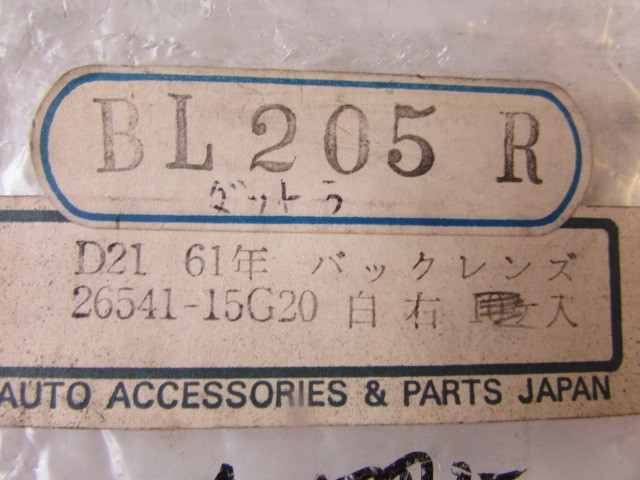 BL205 R
ダットラ
D21 61年 バックレンズ
26541-15G20 白 右 入
AUTO ACCESSORIES & PARTS JAPAN